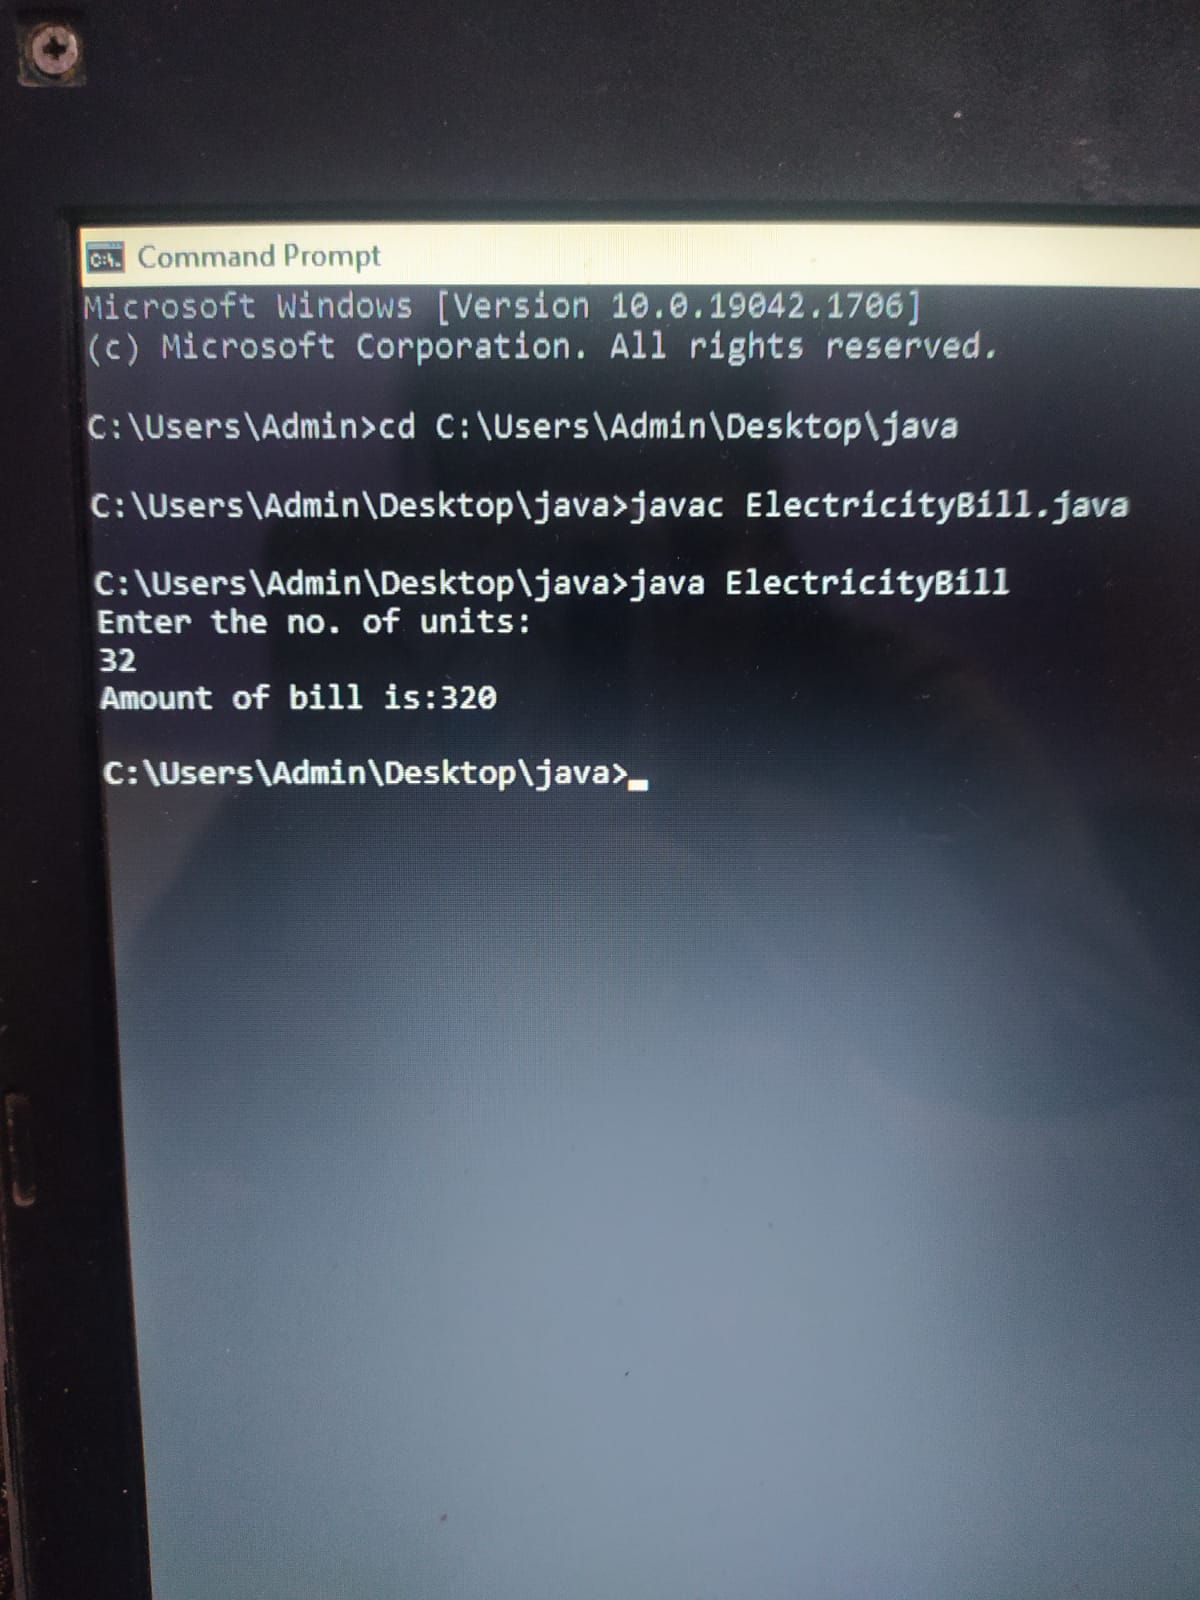 Command Prompt
Microsoft Windows [Version 10.0.19042.1706]
(c) Microsoft Corporation. All rights reserved.
C:\Users\Admin>cd C:\Users\Admin\Desktop\java
C:\Users\Admin\Desktop\java>javac ElectricityBill.java
C:\Users\Admin\Desktop\java>java ElectricityBill
Enter the no. of units:
32
Amount of bill is:320
C:\Users\Admin\Desktop\java>